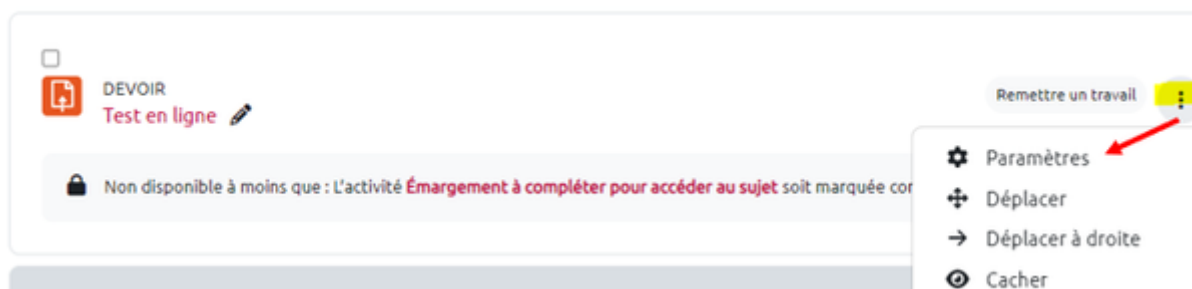 DEVOIR
Test en ligne
Remettre un travail
Non disponible à moins que : L'activité Émargement à compléter pour accéder au sujet soit marquée
Paramètres
Déplacer
Déplacer à droite
Cacher